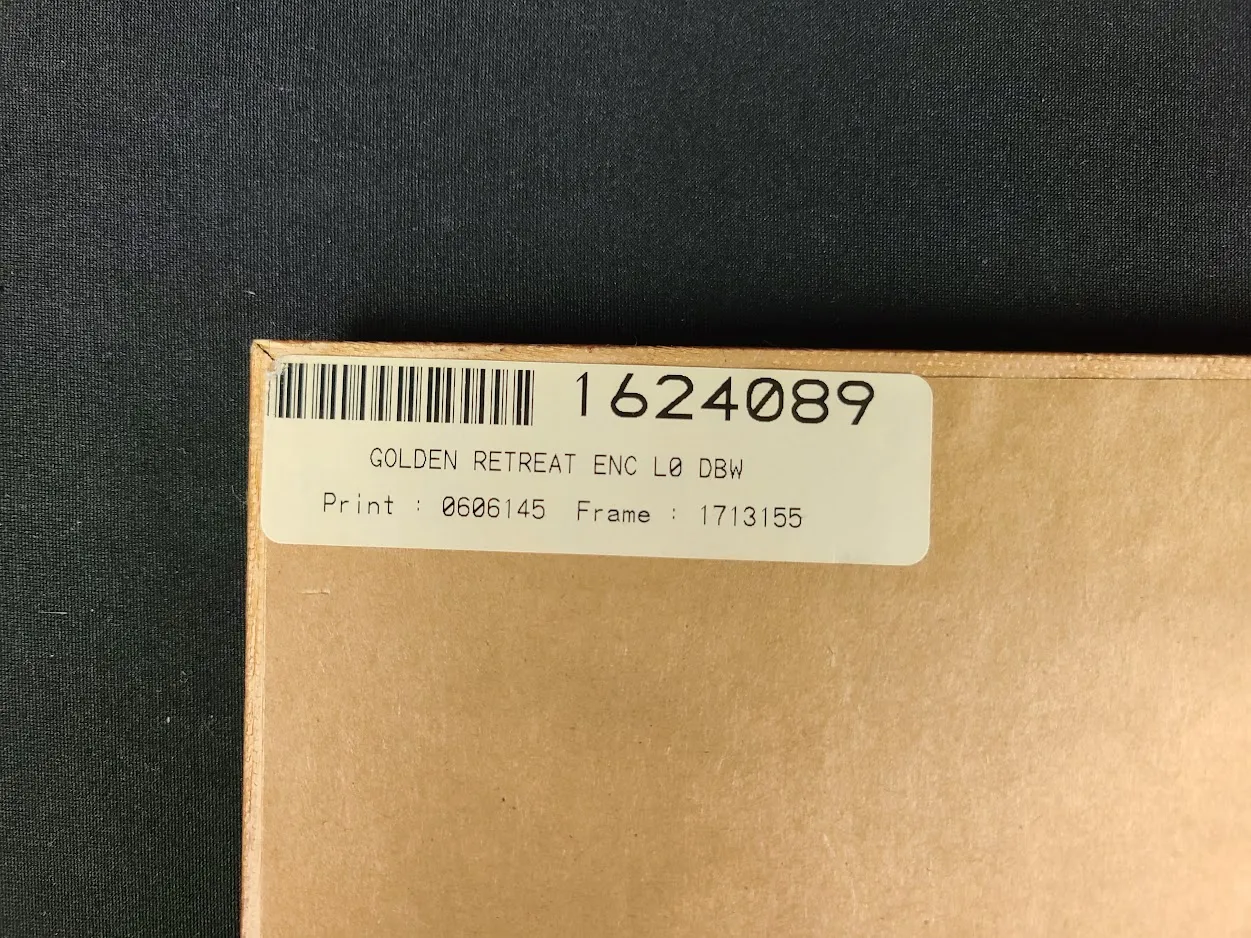 1624089
GOLDEN RETREAT ENC L0 DBW
Print : 0606145 Frame : 1713155